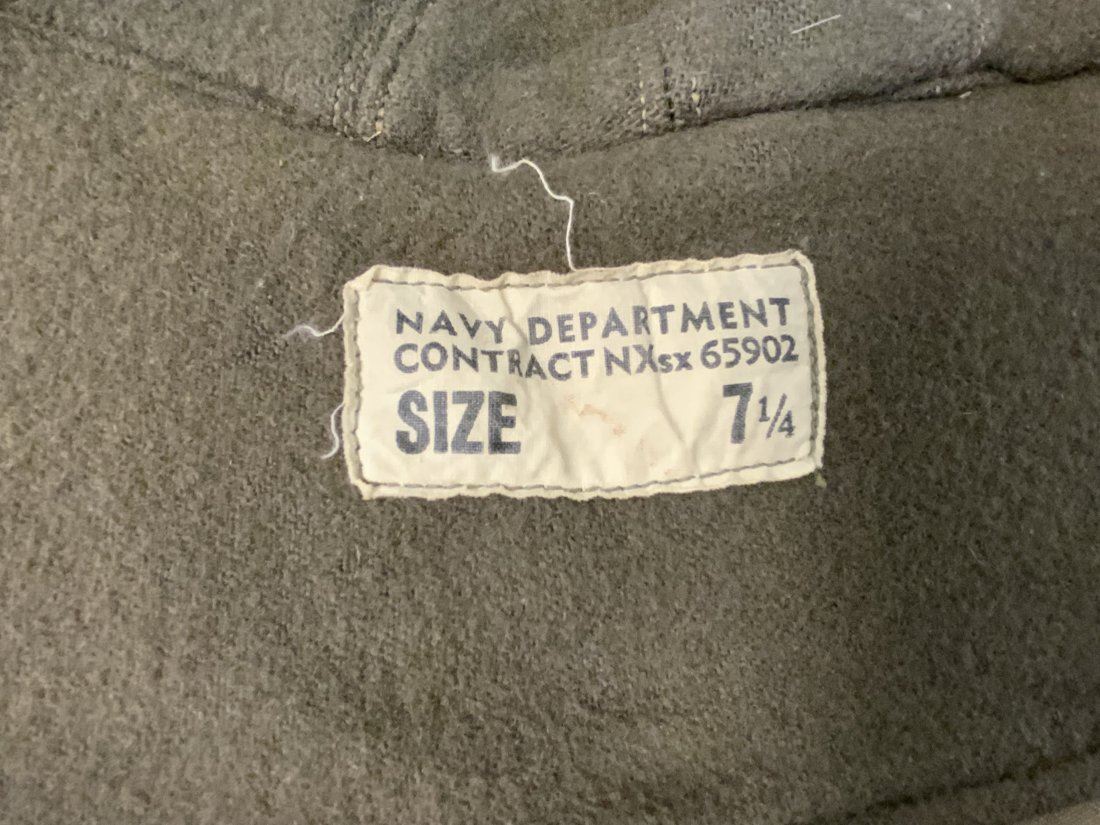 NAVY DEPARTMENT
CONTRACT NXsx 65902
SIZE 7 1/4